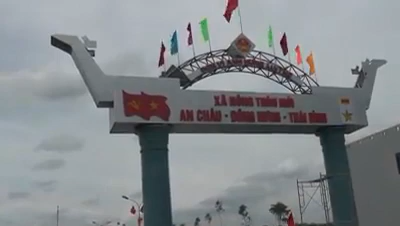 XÃ NÔNG THÔN MỚI
AN CHÂU - ĐÔNG HƯNG - THÁI BÌNH